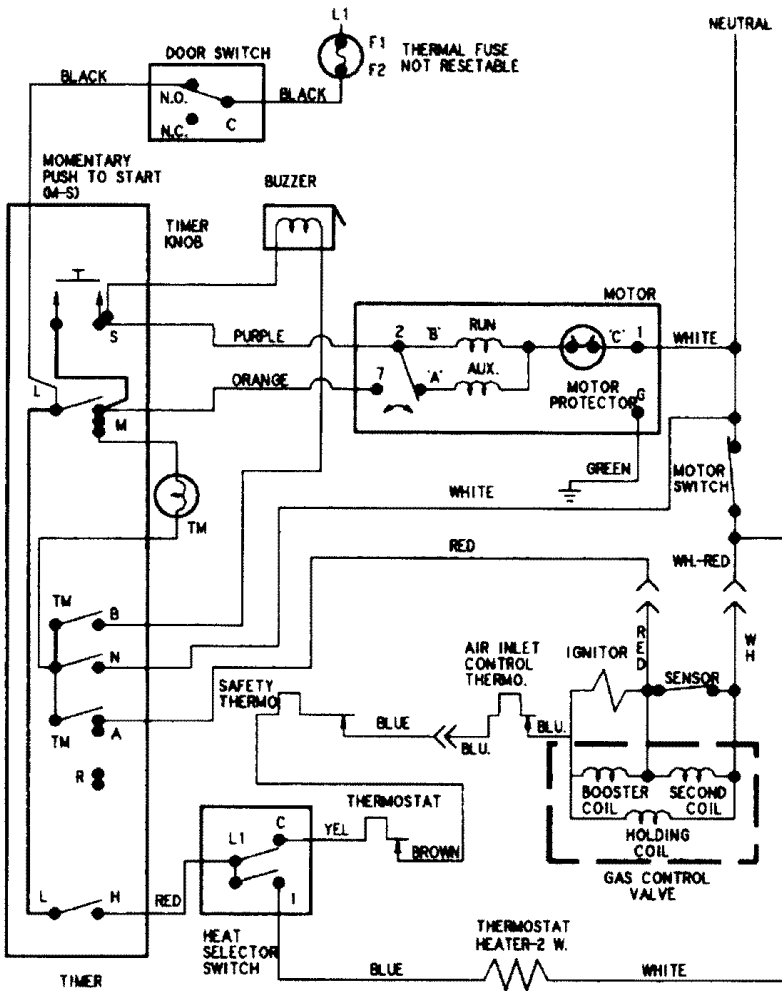 L1
NEUTRAL
F1
F2
THERMAL FUSE
NOT RESETABLE
DOOR SWITCH
BLACK
N.O.
BLACK
C
N.C.
MOMENTARY
PUSH TO START
(M-S)
BUZZER
TIMER
KNOB
MOTOR
S
PURPLE
2
'B'
RUN
'C'
1
WHITE
L
ORANGE
7
'A'
AUX.
MOTOR
PROTECTOR
G
M
GREEN
MOTOR
SWITCH
WHITE
TM
RED
WH.-RED
TM
B
RED
WH
N
AIR INLET
CONTROL
THERMO.
IGNITOR
SENSOR
SAFETY
THERMO
TM
A
BLUE
BLU.
BLU.
R
BOOSTER
COIL
SECOND
COIL
HOLDING
COIL
THERMOSTAT
C
YEL
L1
BROWN
GAS CONTROL
VALVE
L
H
RED
1
HEAT
SELECTOR
SWITCH
THERMOSTAT
HEATER-2 W.
BLUE
WHITE
TIMER